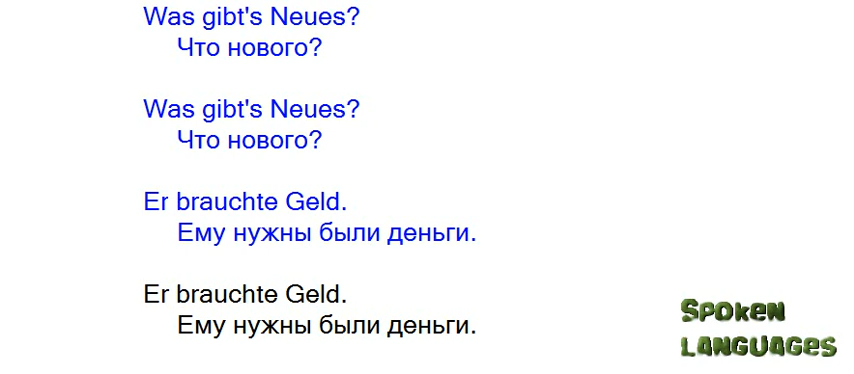 Was gibt's Neues?
Что нового?
Was gibt's Neues?
Что нового?
Er brauchte Geld.
Ему нужны были деньги.
Er brauchte Geld.
Ему нужны были деньги.
SPOKEN
LANGUAGES